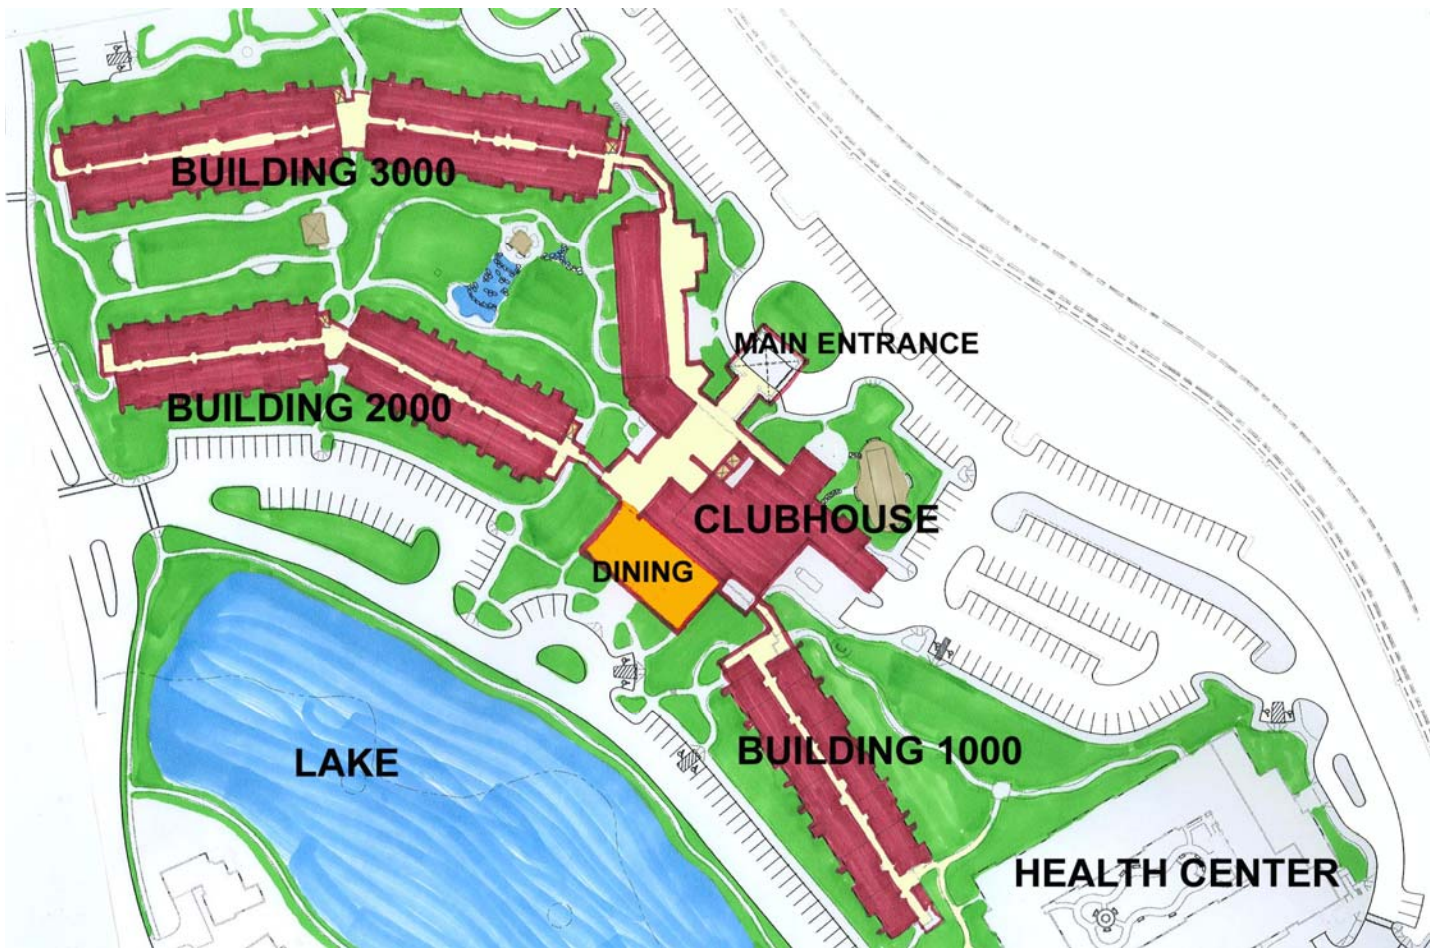 BUILDING 3000
MAIN ENTRANCE
BUILDING 2000
CLUBHOUSE
DINING
BUILDING 1000
LAKE
HEALTH CENTER